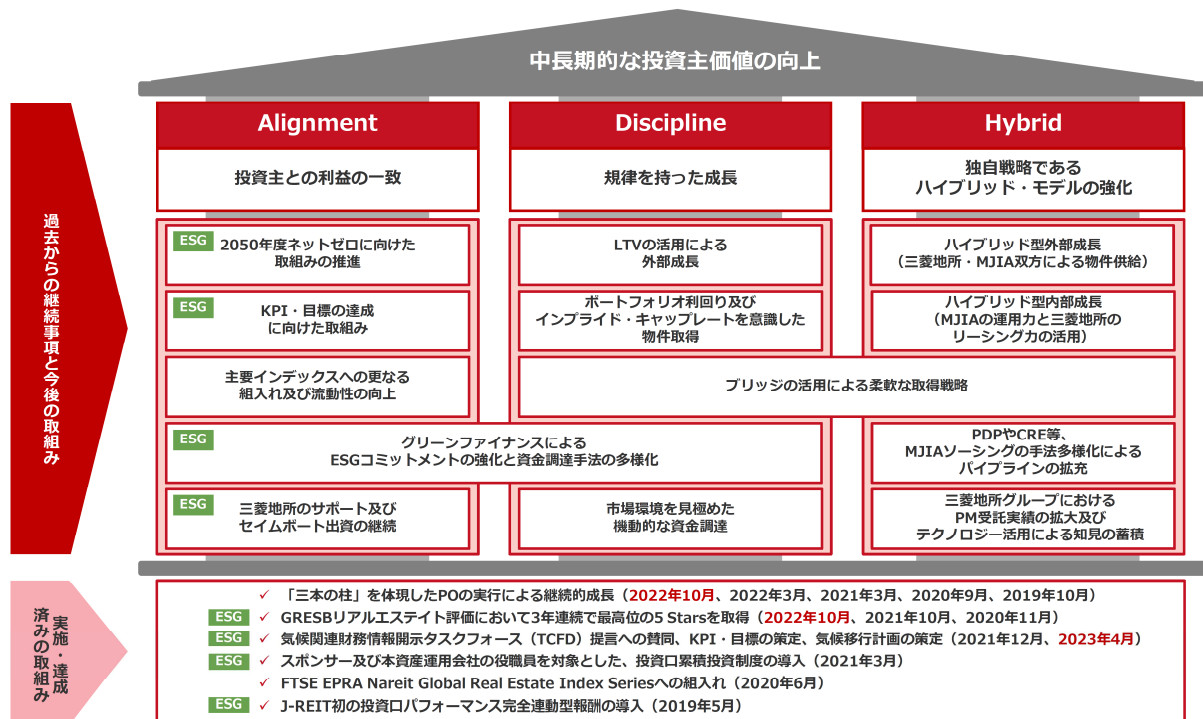 中長期的な投資主価値の向上
過去からの継続事項と今後の取組み
Alignment
投資主との利益の一致
Discipline
規律を持った成長
Hybrid
独自戦略である
ハイブリッド・モデルの強化
ESG
2050年度ネットゼロに向けた
取組みの推進
LTVの活用による
外部成長
ハイブリッド型外部成長
（三菱地所・MJIA双方による物件供給）
ESG
KPI・目標の達成
に向けた取組み
ポートフォリオ利回り及び
インプライド・キャップレートを意識した
物件取得
ハイブリッド型内部成長
（MJIAの運用力と三菱地所の
リーシング力の活用）
主要インデックスへの更なる
組入れ及び流動性の向上
ブリッジの活用による柔軟な取得戦略
ESG
グリーンファイナンスによる
ESGコミットメントの強化と資金調達手法の多様化
PDPやCRE等、
MJIAソーシングの手法多様化による
パイプラインの拡充
ESG
三菱地所のサポート及び
セイムボート出資の継続
市場環境を見極めた
機動的な資金調達
三菱地所グループにおける
PM受託実績の拡大及び
テクノロジー活用による知見の蓄積
実施・達成
済みの取組み
✓ 「三本の柱」を体現したPOの実行による継続的成長（2022年10月、2022年3月、2021年3月、2020年9月、2019年10月）
ESG ✓ GRESBリアルエステイト評価において3年連続で最高位の5 Starsを取得（2022年10月、2021年10月、2020年11月）
ESG ✓ 気候関連財務情報開示タスクフォース（TCFD）提言への賛同、KPI・目標の策定、気候移行計画の策定（2021年12月、2023年4月）
ESG ✓ スポンサー及び本資産運用会社の役職員を対象とした、投資口累積投資制度の導入（2021年3月）
✓ FTSE EPRA Nareit Global Real Estate Index Seriesへの組入れ（2020年6月）
ESG ✓ J-REIT初の投資口パフォーマンス完全連動型報酬の導入（2019年5月）